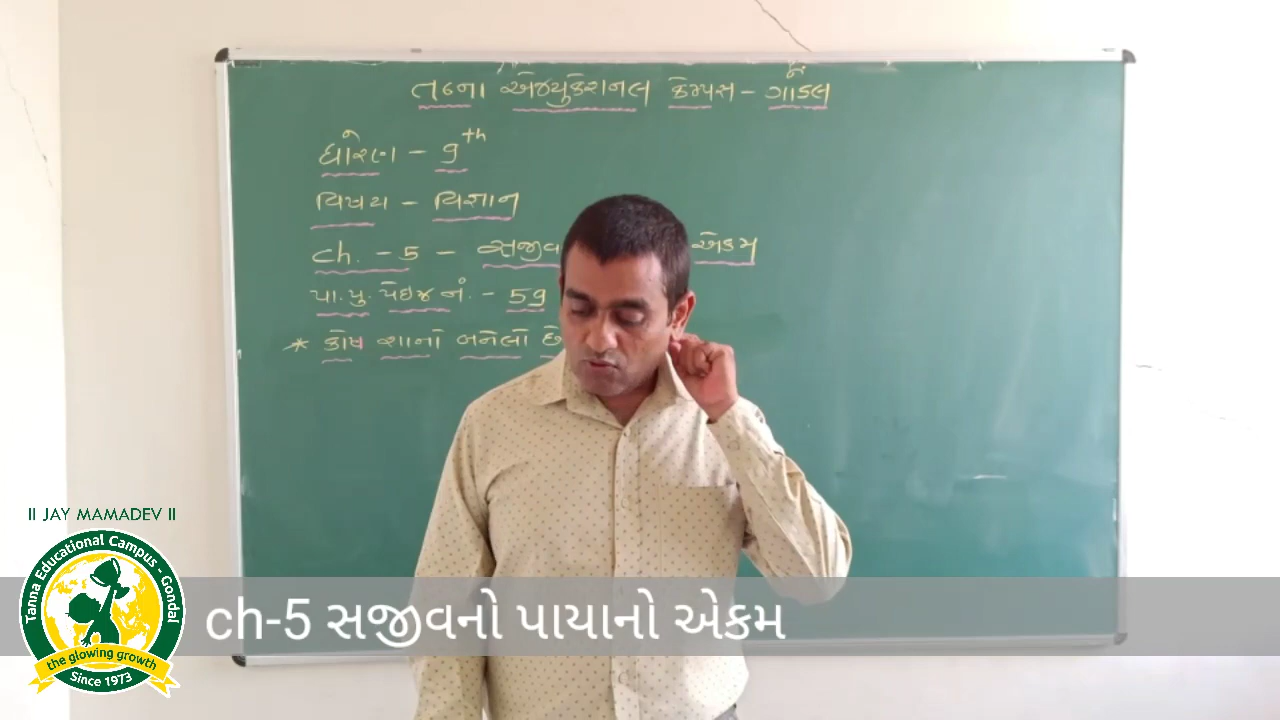 તન્ના એજ્યુકેશનલ કેમ્પસ - ગોંડલ
ધોરણ - 9th
વિષય - વિજ્ઞાન
ch. - 5 - સજીવ એકમ
પા.પુ. પેઇજ નં. - 59
* કોષ શાનો બનેલો છે
II JAY MAMADEV II
Tanna Educational Campus - Gondal
the glowing growth
Since 1973
ch-5 સજીવનો પાયાનો એકમ